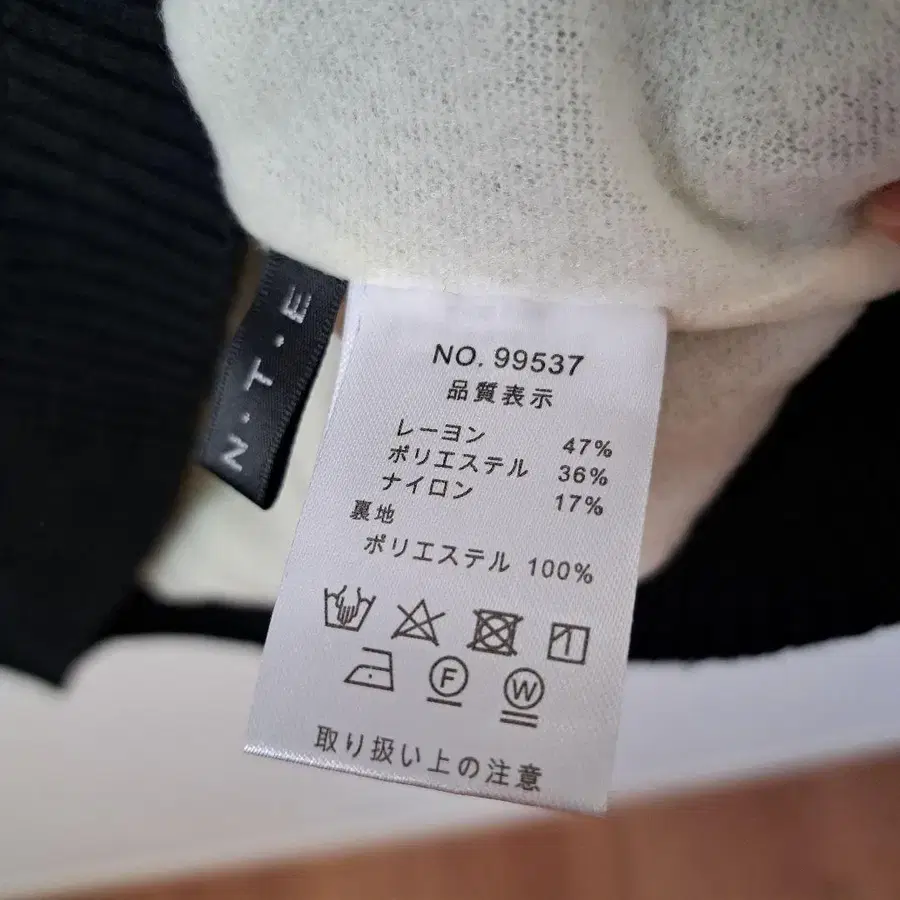 N.T.E
NO. 99537
品質表示
レーヨン 47%
ポリエステル 36%
ナイロン 17%
裏地
ポリエステル 100%
F W
取り扱い上の注意